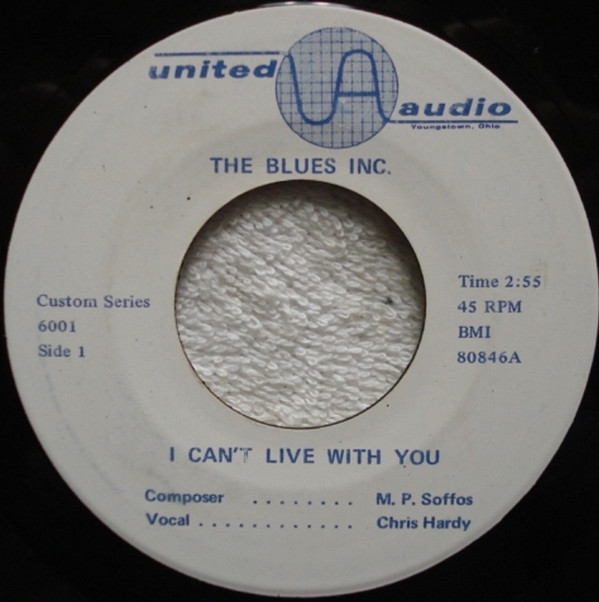 united UA audio
Youngstown, Ohio
THE BLUES INC.
Custom Series
6001
Side 1
Time 2:55
45 RPM
BMI
80846A
I CAN'T LIVE WITH YOU
Composer ........ M. P. Soffos
Vocal ............ Chris Hardy